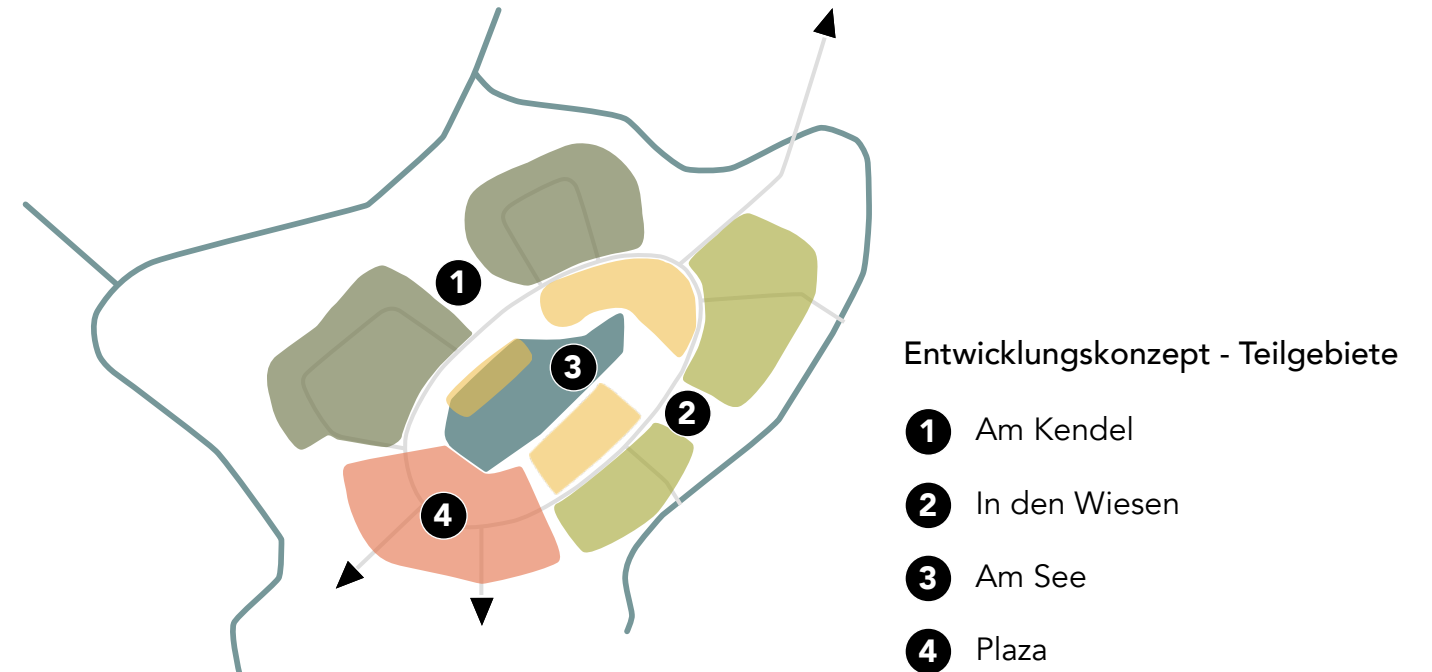 1
3
2
4
Entwicklungskonzept - Teilgebiete
1 Am Kendel
2 In den Wiesen
3 Am See
4 Plaza